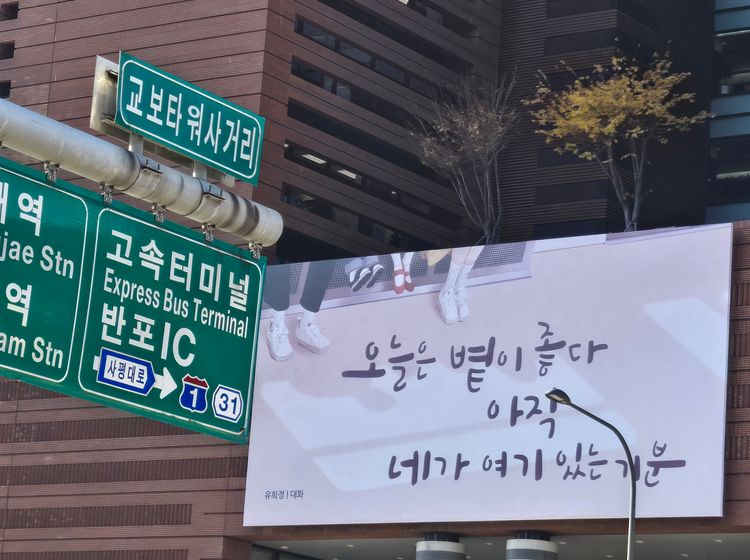 교보타워사거리
역
jae Stn
역
am Stn
고속터미널
Express Bus Terminal
반포IC
사평대로
1
31
오늘은 볕이 좋다
아직
네가 여기 있는 기분
유희경 | 대화